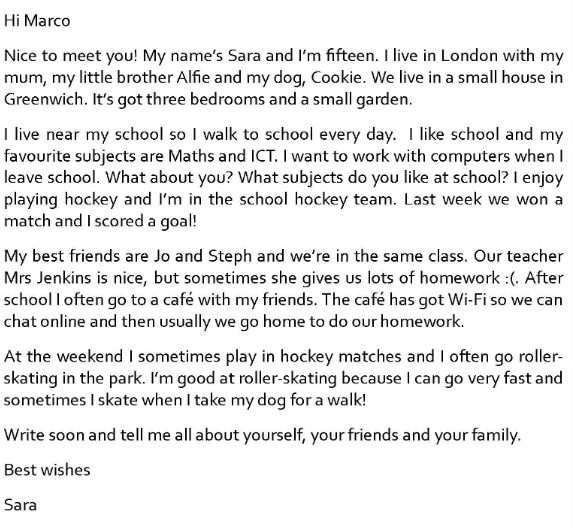 Hi Marco
Nice to meet you! My name's Sara and I'm fifteen. I live in London with my
mum, my little brother Alfie and my dog, Cookie. We live in a small house in
Greenwich. It's got three bedrooms and a small garden.
I live near my school so I walk to school every day. I like school and my
favourite subjects are Maths and ICT. I want to work with computers when I
leave school. What about you? What subjects do you like at school? I enjoy
playing hockey and I'm in the school hockey team. Last week we won a
match and I scored a goal!
My best friends are Jo and Steph and we're in the same class. Our teacher
Mrs Jenkins is nice, but sometimes she gives us lots of homework :(. After
school I often go to a café with my friends. The café has got Wi-Fi so we can
chat online and then usually we go home to do our homework.
At the weekend I sometimes play in hockey matches and I often go roller-
skating in the park. I'm good at roller-skating because I can go very fast and
sometimes I skate when I take my dog for a walk!
Write soon and tell me all about yourself, your friends and your family.
Best wishes
Sara